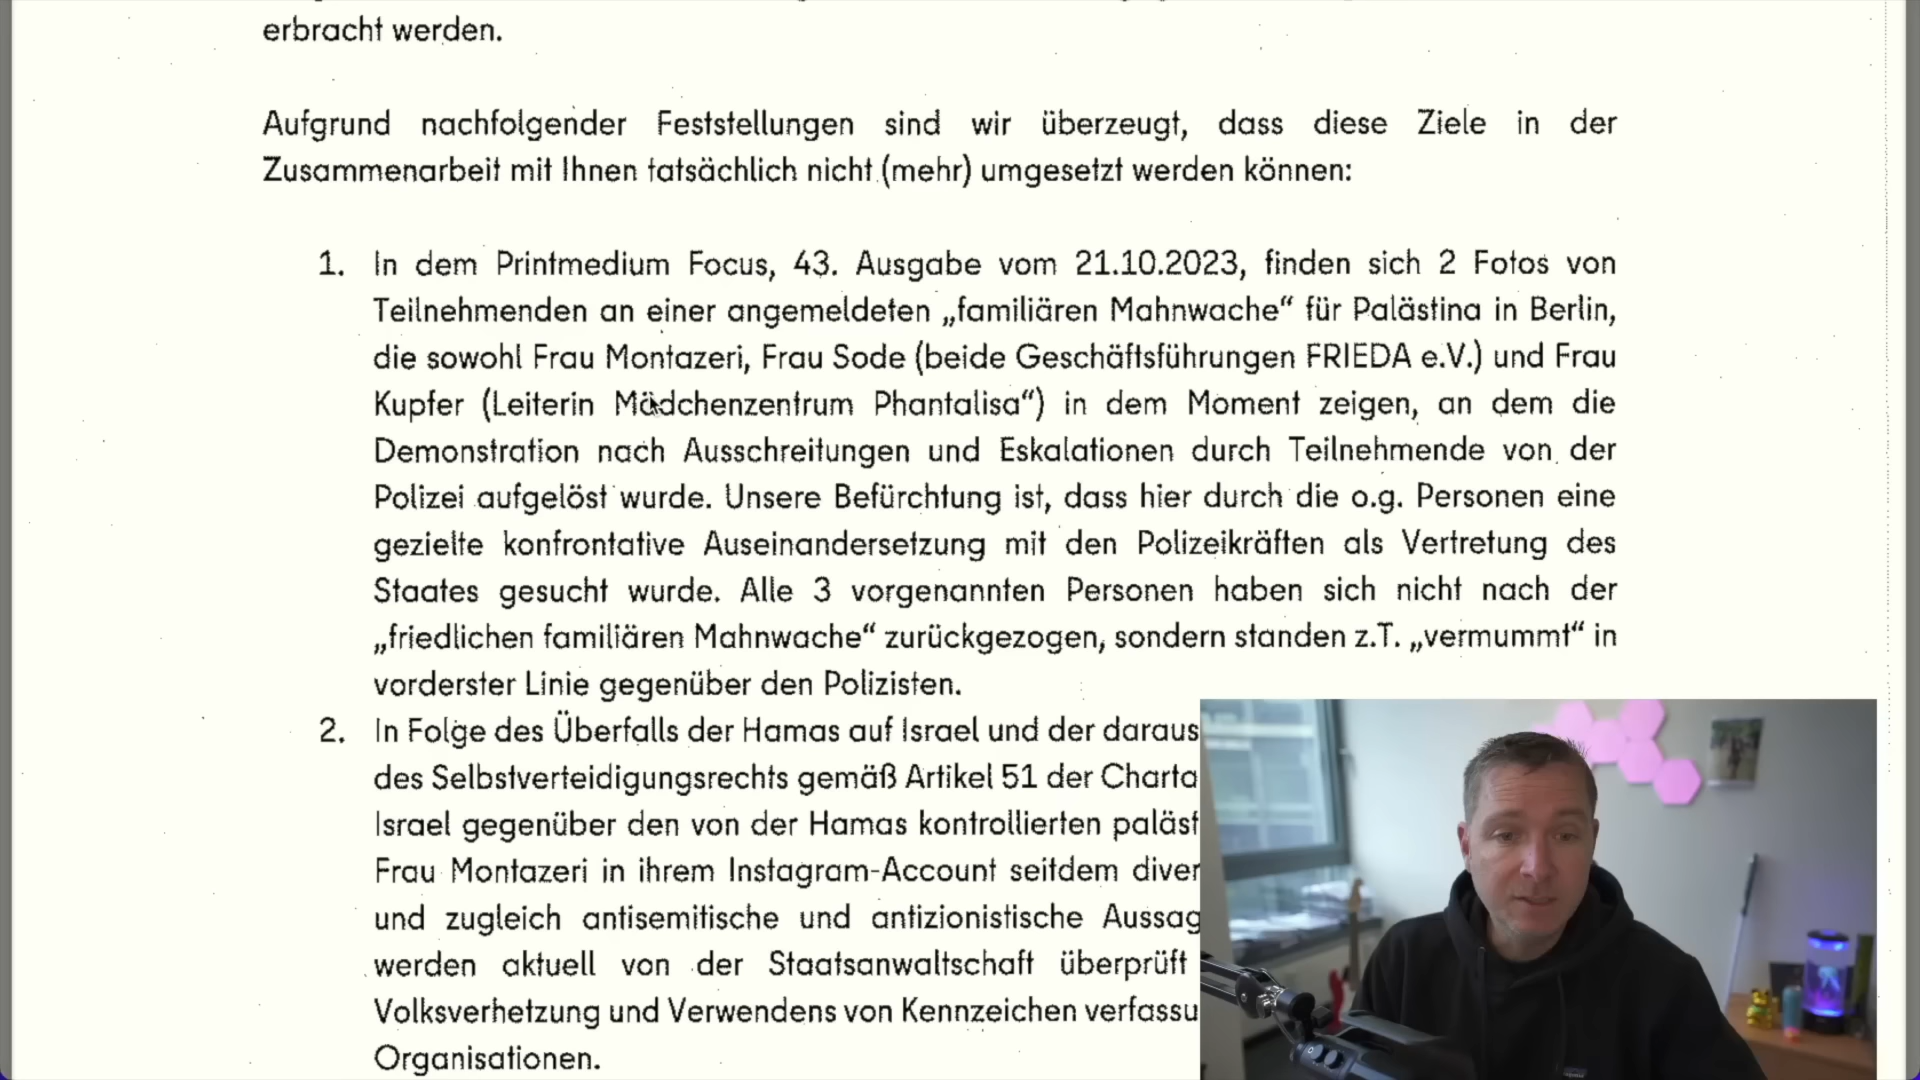 erbracht werden.
Aufgrund nachfolgender Feststellungen sind wir überzeugt, dass diese Ziele in der
Zusammenarbeit mit Ihnen tatsächlich nicht (mehr) umgesetzt werden können:
1. In dem Printmedium Focus, 43. Ausgabe vom 21.10.2023, finden sich 2 Fotos von
Teilnehmenden an einer angemeldeten „familiären Mahnwache“ für Palästina in Berlin,
die sowohl Frau Montazeri, Frau Sode (beide Geschäftsführungen FRIEDA e.V.) und Frau
Kupfer (Leiterin Mädchenzentrum Phantalisa“) in dem Moment zeigen, an dem die
Demonstration nach Ausschreitungen und Eskalationen durch Teilnehmende von der
Polizei aufgelöst wurde. Unsere Befürchtung ist, dass hier durch die o.g. Personen eine
gezielte konfrontative Auseinandersetzung mit den Polizeikräften als Vertretung des
Staates gesucht wurde. Alle 3 vorgenannten Personen haben sich nicht nach der
„friedlichen familiären Mahnwache“ zurückgezogen, sondern standen z.T. „vermummt“ in
vorderster Linie gegenüber den Polizisten.
2. In Folge des Überfalls der Hamas auf Israel und der daraus
des Selbstverteidigungsrechts gemäß Artikel 51 der Charta
Israel gegenüber den von der Hamas kontrollierten paläst
Frau Montazeri in ihrem Instagram-Account seitdem diver
und zugleich antisemitische und antizionistische Aussag
werden aktuell von der Staatsanwaltschaft überprüft
Volksverhetzung und Verwendens von Kennzeichen verfassu
Organisationen.